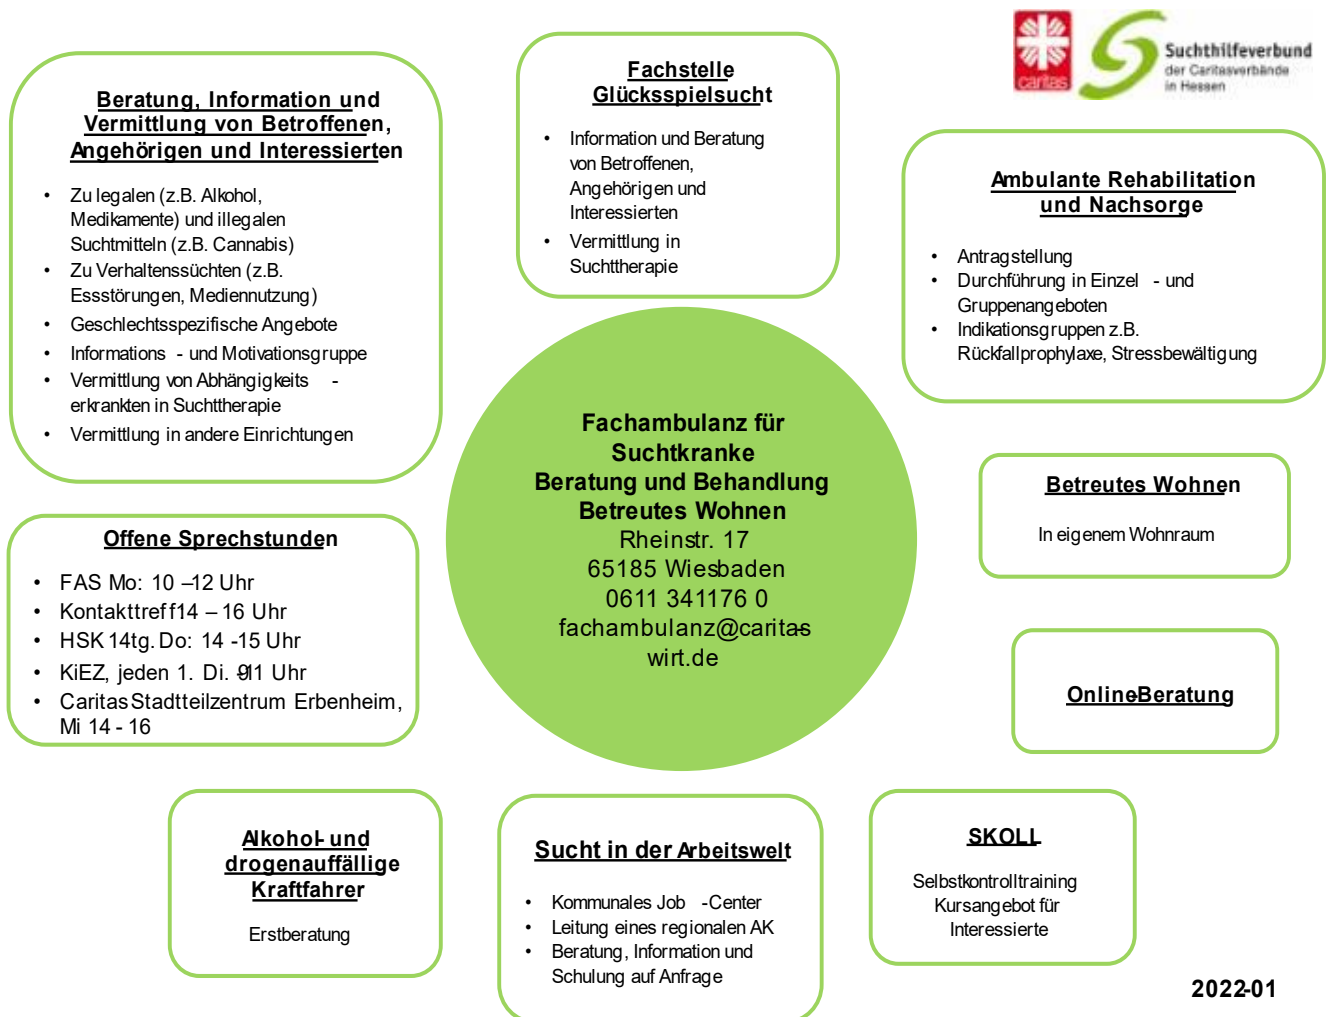 caritas
Suchthilfeverbund
der Caritasverbände
in Hessen
Beratung, Information und
Vermittlung von Betroffenen,
Angehörigen und Interessierten
• Zu legalen (z.B. Alkohol,
Medikamente) und illegalen
Suchtmitteln (z.B. Cannabis)
• Zu Verhaltenssüchten (z.B.
Essstörungen, Mediennutzung)
• Geschlechtsspezifische Angebote
• Informations - und Motivationsgruppe
• Vermittlung von Abhängigkeits -
erkrankten in Suchttherapie
• Vermittlung in andere Einrichtungen
Fachstelle
Glücksspielsucht
• Information und Beratung
von Betroffenen,
Angehörigen und
Interessierten
• Vermittlung in
Suchttherapie
Ambulante Rehabilitation
und Nachsorge
• Antragstellung
• Durchführung in Einzel - und
Gruppenangeboten
• Indikationsgruppen z.B.
Rückfallprophylaxe, Stressbewältigung
Fachambulanz für
Suchtkranke
Beratung und Behandlung
Betreutes Wohnen
Rheinstr. 17
65185 Wiesbaden
0611 341176 0
fachambulanz@caritas-
wirt.de
Betreutes Wohnen
In eigenem Wohnraum
Offene Sprechstunden
• FAS Mo: 10 –12 Uhr
• Kontakttreff14 – 16 Uhr
• HSK 14tg. Do: 14 -15 Uhr
• KiEZ, jeden 1. Di. 9-11 Uhr
• Caritas Stadtteilzentrum Erbenheim,
Mi 14 - 16
Online-Beratung
Alkohol- und
drogenauffällige
Kraftfahrer
Erstberatung
Sucht in der Arbeitswelt
• Kommunales Job -Center
• Leitung eines regionalen AK
• Beratung, Information und
Schulung auf Anfrage
SKOLL
Selbstkontrolltraining
Kursangebot für
Interessierte
2022-01